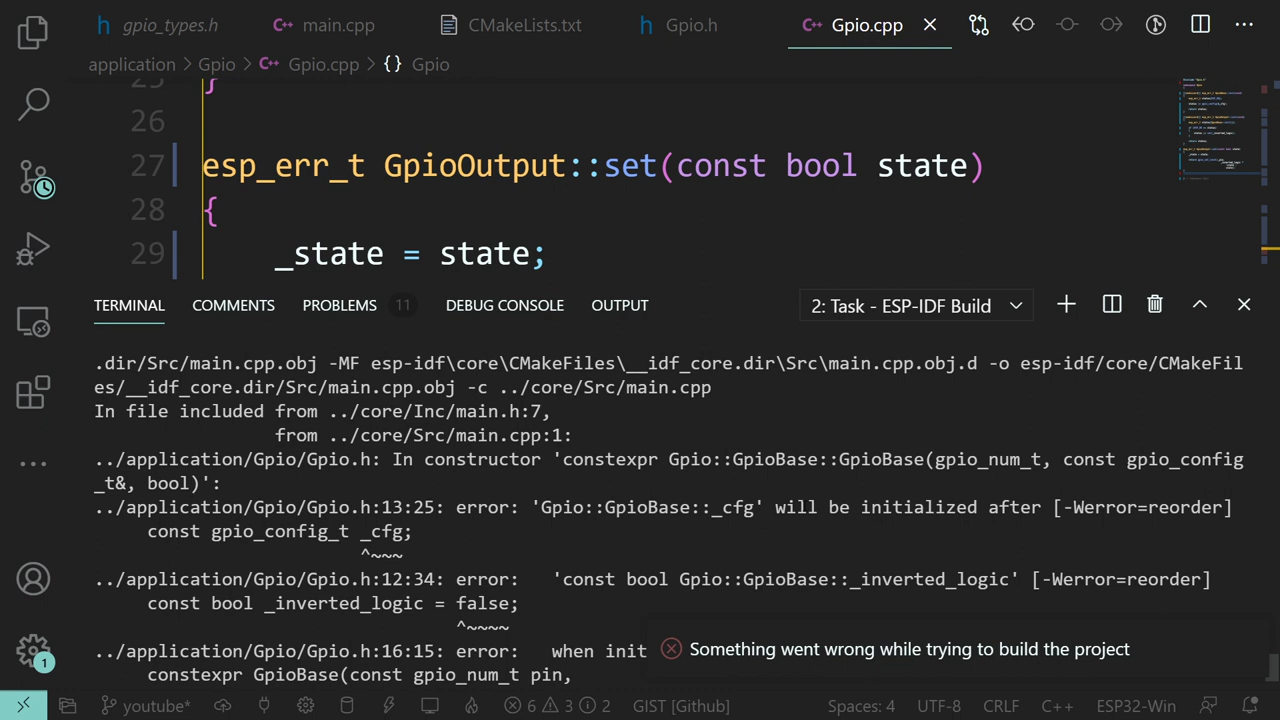 gpio_types.h main.cpp CMakeLists.txt Gpio.h Gpio.cpp
application > Gpio > Gpio.cpp > {} Gpio
25 }
26
27 esp_err_t GpioOutput::set(const bool state)
28 {
29 _state = state;
TERMINAL COMMENTS PROBLEMS 11 DEBUG CONSOLE OUTPUT 2: Task - ESP-IDF Build
.dir/Src/main.cpp.obj -MF esp-idf\core\CMakeFiles\__idf_core.dir\Src\main.cpp.obj.d -o esp-idf/core/CMakeFil
es/__idf_core.dir/Src/main.cpp.obj -c ../core/Src/main.cpp
In file included from ../core/Inc/main.h:7,
from ../core/Src/main.cpp:1:
../application/Gpio/Gpio.h: In constructor 'constexpr Gpio::GpioBase::GpioBase(gpio_num_t, const gpio_config
_t&, bool)':
../application/Gpio/Gpio.h:13:25: error: 'Gpio::GpioBase::_cfg' will be initialized after [-Werror=reorder]
const gpio_config_t _cfg;
^~~~
../application/Gpio/Gpio.h:12:34: error:   'const bool Gpio::GpioBase::_inverted_logic' [-Werror=reorder]
const bool _inverted_logic = false;
^~~~~
../application/Gpio/Gpio.h:16:15: error:   when init
Something went wrong while trying to build the project
constexpr GpioBase(const gpio_num_t pin,
1
youtube* 6 3 2 GIST [Github] Spaces: 4 UTF-8 CRLF C++ ESP32-Win